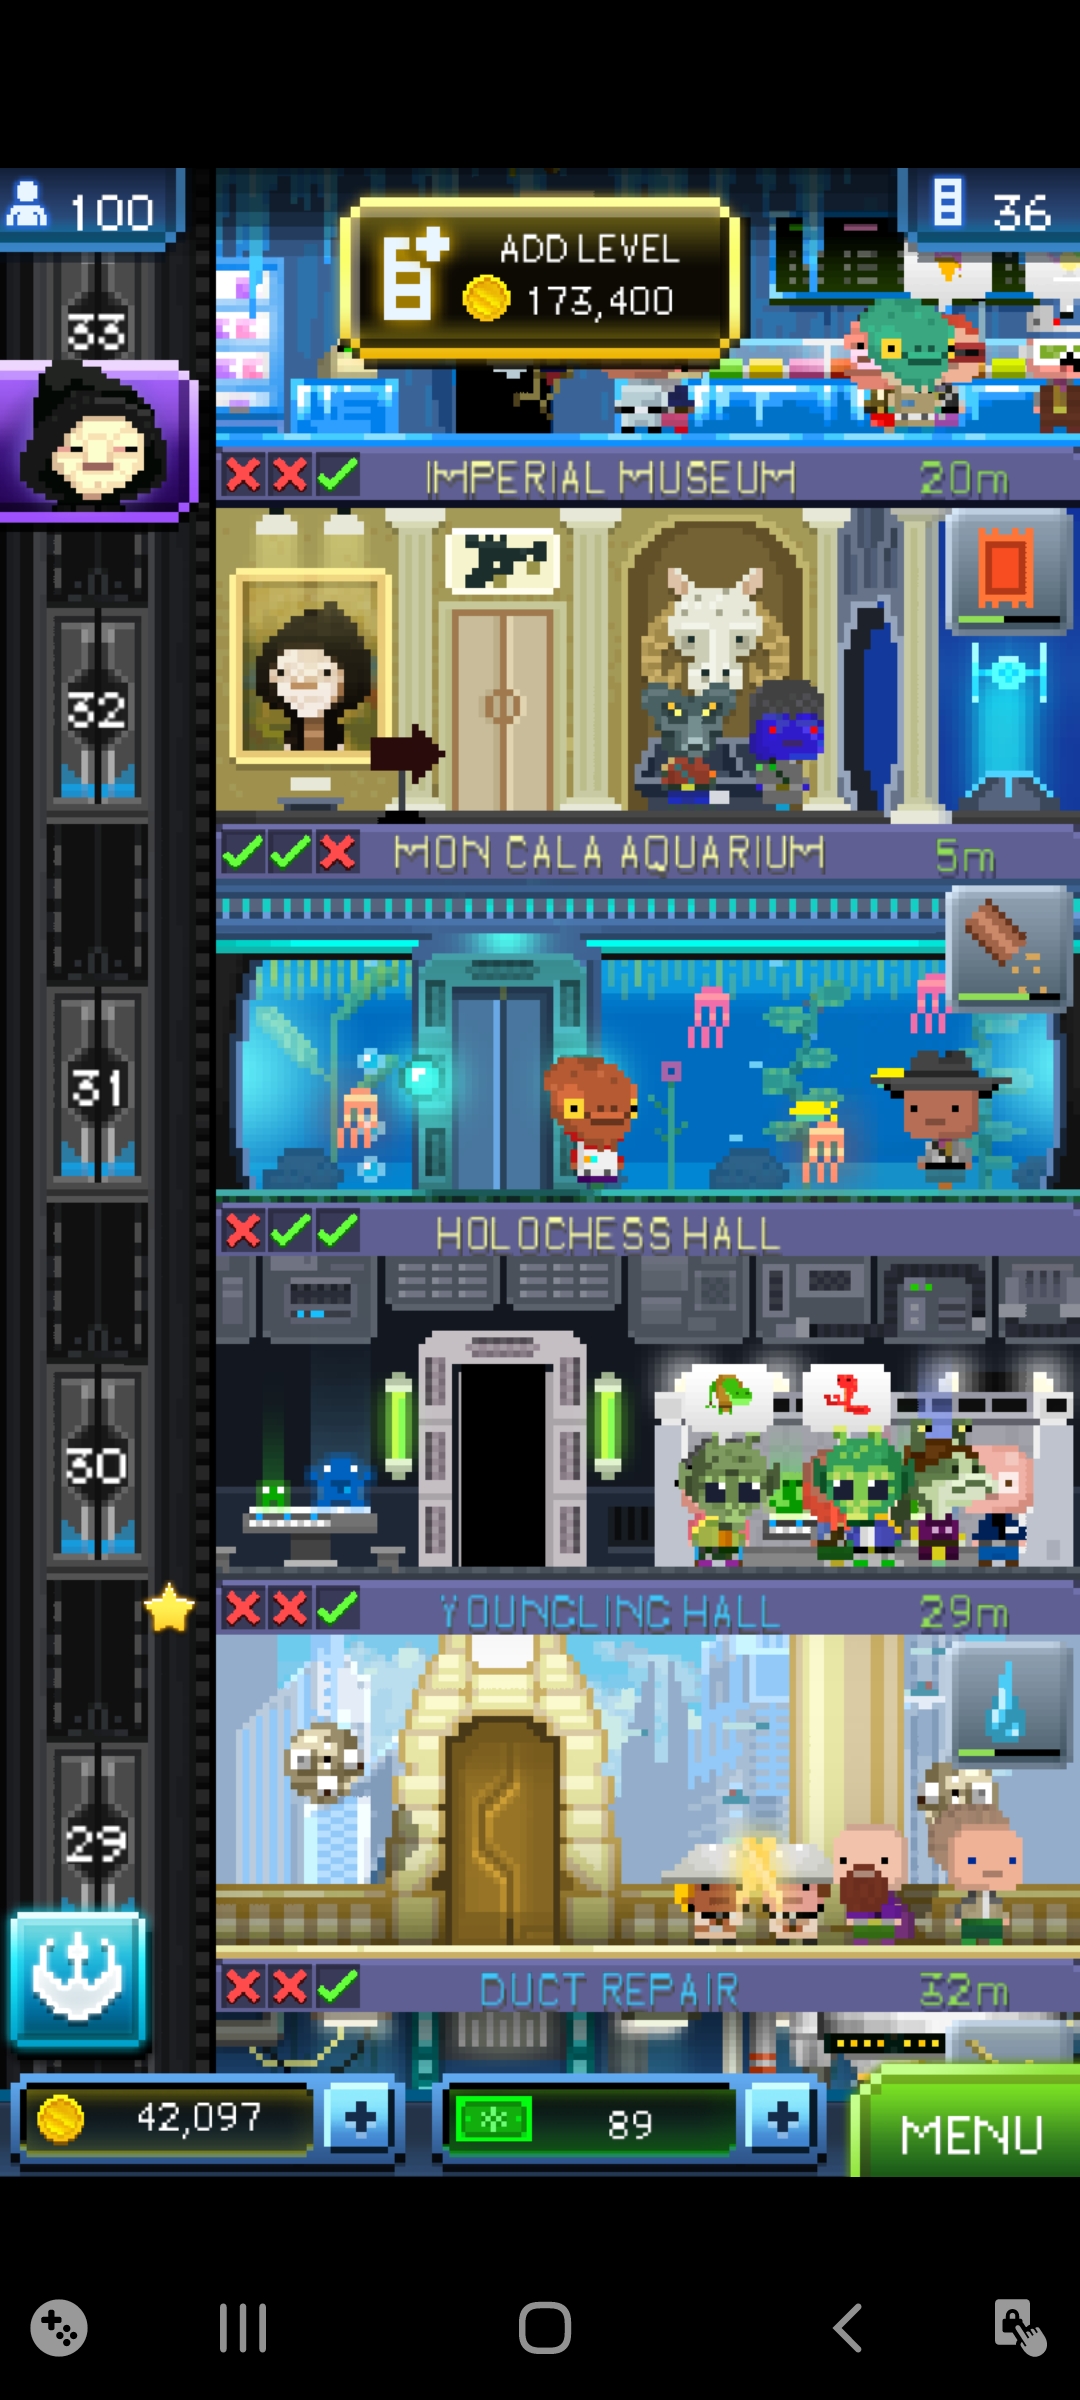 100
36
ADD LEVEL
173,400
33
IMPERIAL MUSEUM 20m
32
MON CALA AQUARIUM 5m
31
HOLOCHESS HALL
30
YOUNGLING HALL 29m
29
DUCT REPAIR 32m
42,097
89
MENU